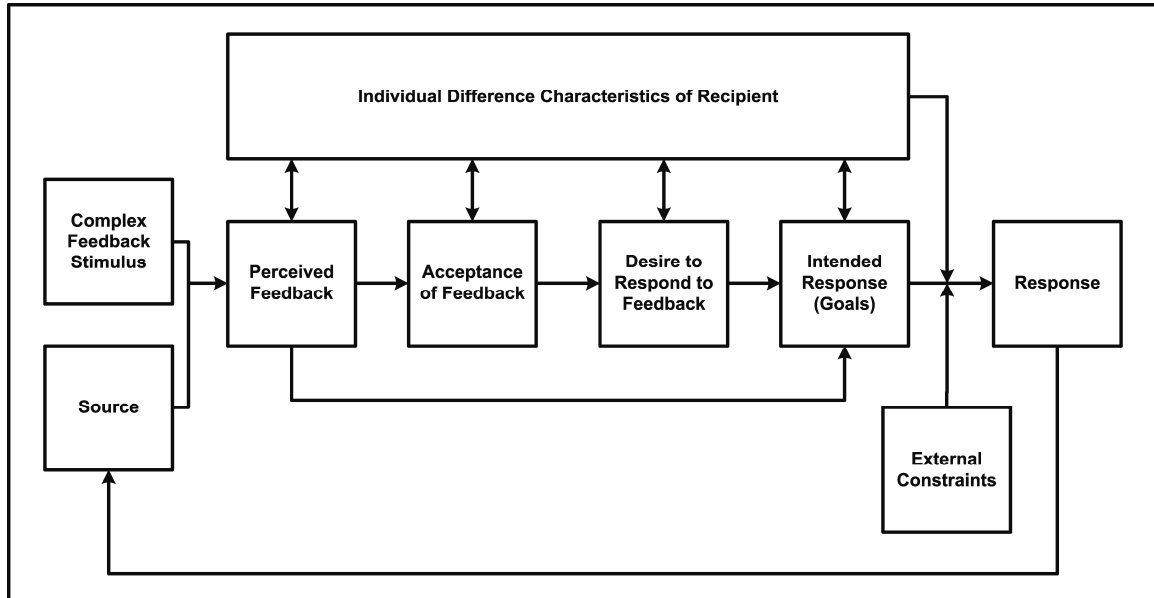 Individual Difference Characteristics of Recipient
Complex
Feedback
Stimulus
Perceived
Feedback
Acceptance
of Feedback
Desire to
Respond to
Feedback
Intended
Response
(Goals)
Response
Source
External
Constraints